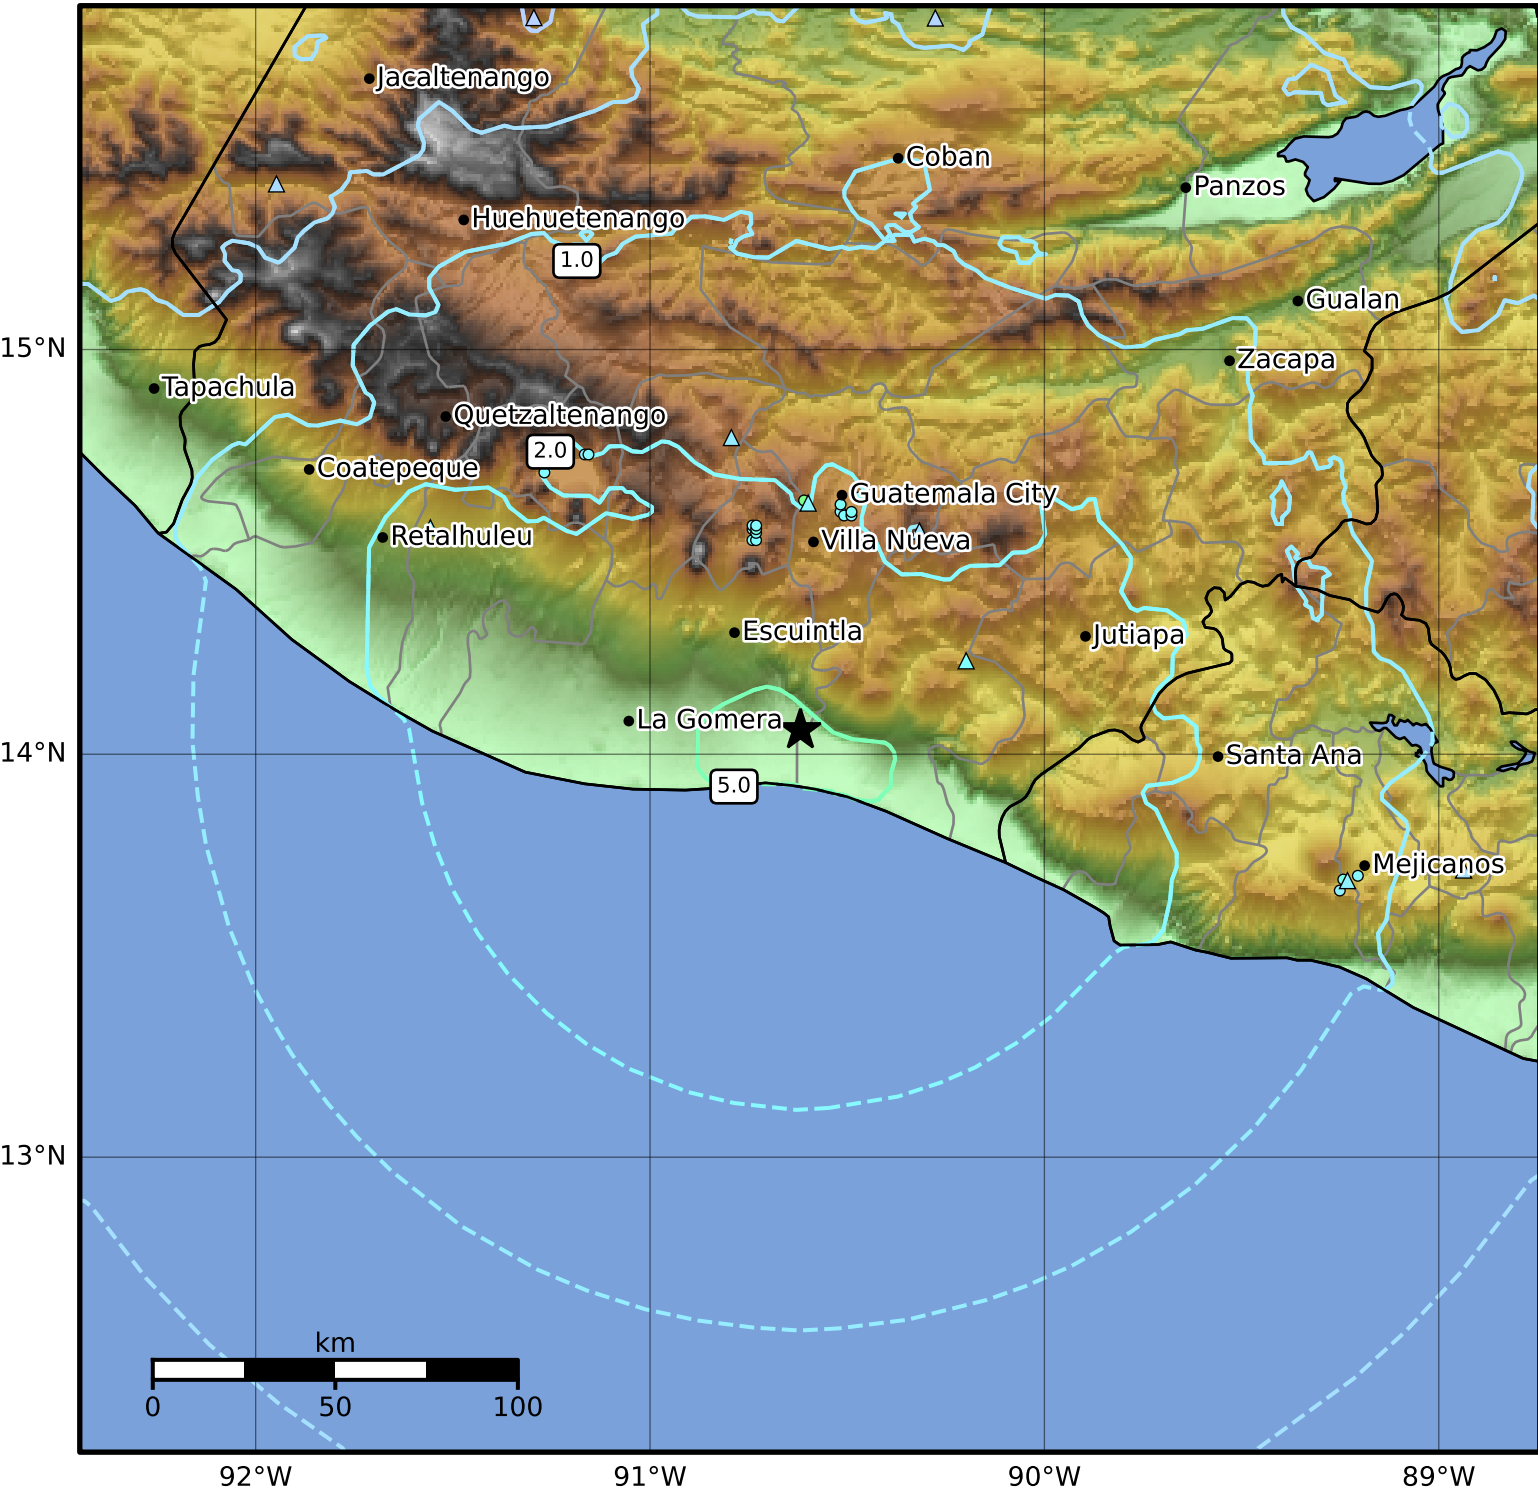 Jacaltenango
Coban
Panzos
Huehuetenango
1.0
Gualan
15°N
Zacapa
Tapachula
Quetzaltenango
2.0
Coatepeque
Guatemala City
Retalhuleu
Villa Nueva
Escuintla
Jutiapa
La Gomera
14°N
Santa Ana
5.0
Mejicanos
13°N
km
0 50 100
92°W 91°W 90°W 89°W